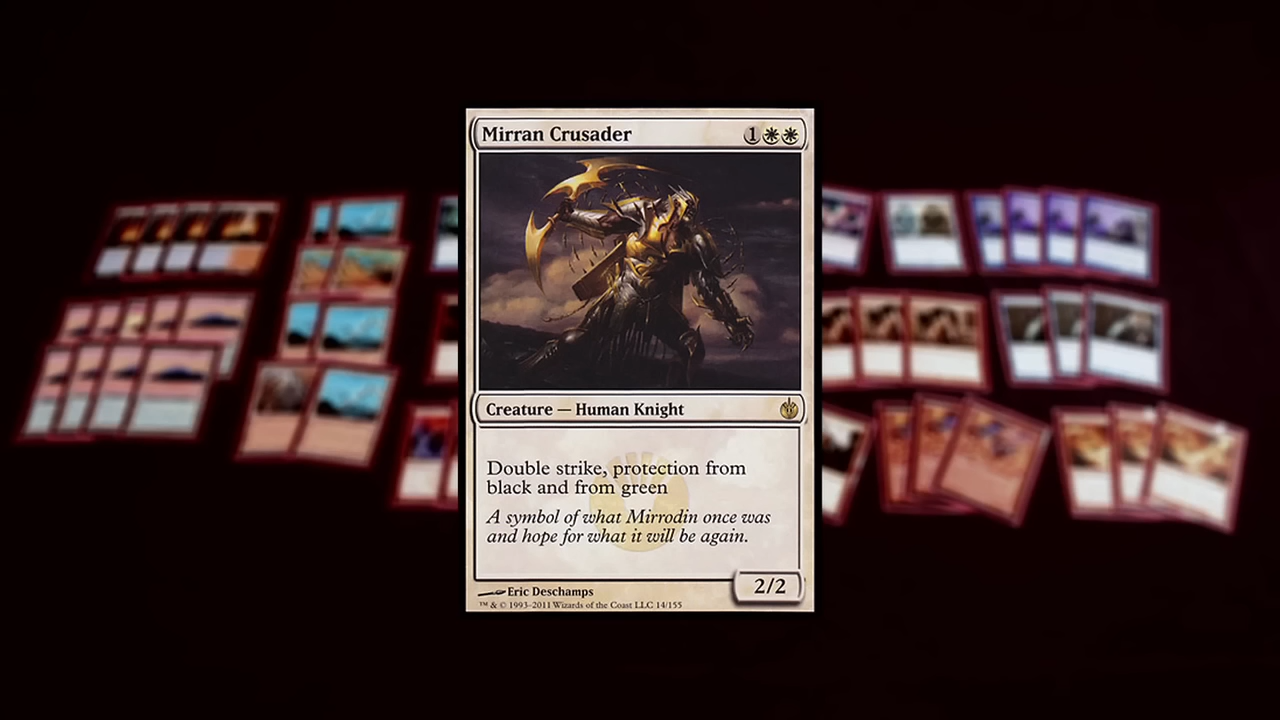 Mirran Crusader 1
Creature — Human Knight
Double strike, protection from
black and from green
A symbol of what Mirrodin once was
and hope for what it will be again.
2/2
Eric Deschamps
™ & © 1993–2011 Wizards of the Coast LLC 14/155